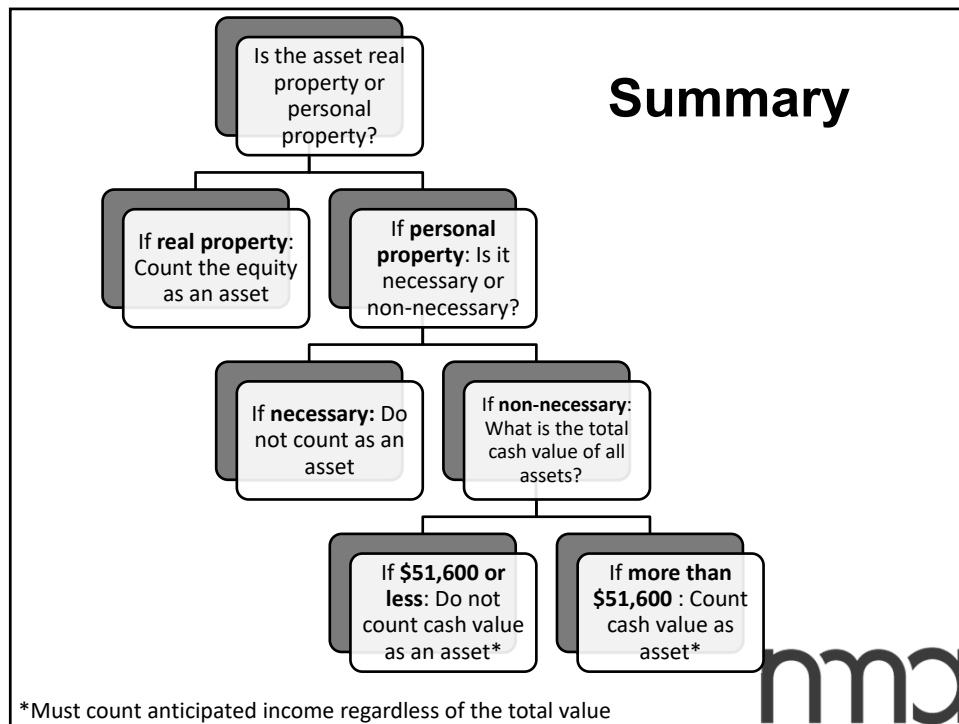 Is the asset real
property or
personal
property?
Summary
If real property:
Count the equity
as an asset
If personal
property: Is it
necessary or
non-necessary?
If necessary: Do
not count as an
asset
If non-necessary:
What is the total
cash value of all
assets?
If $51,600 or
less: Do not
count cash value
as an asset*
If more than
$51,600 : Count
cash value as
asset*
nma
*Must count anticipated income regardless of the total value